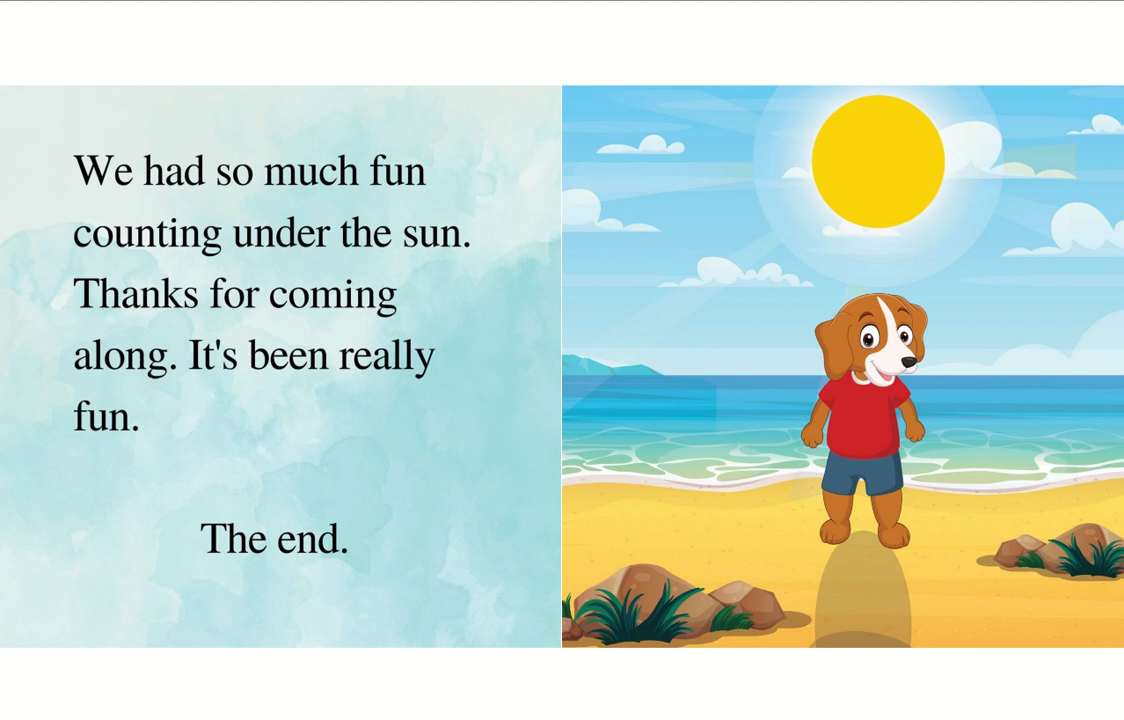 We had so much fun
counting under the sun.
Thanks for coming
along. It's been really
fun.
The end.